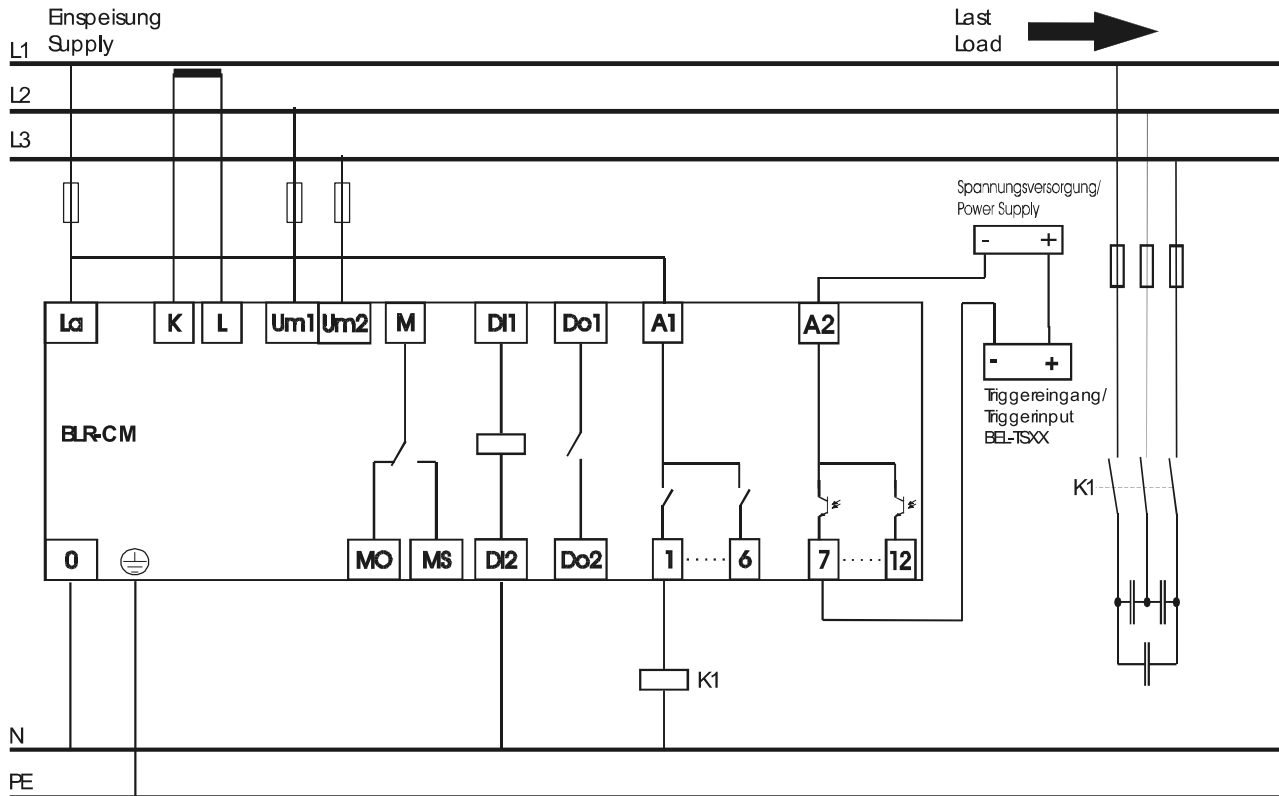 Einspeisung
Supply
Last
Load
L1
L2
L3
Spannungsversorgung/
Power Supply
- +
La K L Um1 Um2 M DI1 Do1 A1 A2
- +
Triggereingang/
Triggerinput
BEL-TSXX
BLR-CM
K1
0 MO MS DI2 Do2 1 ..... 6 7 ..... 12
K1
N
PE